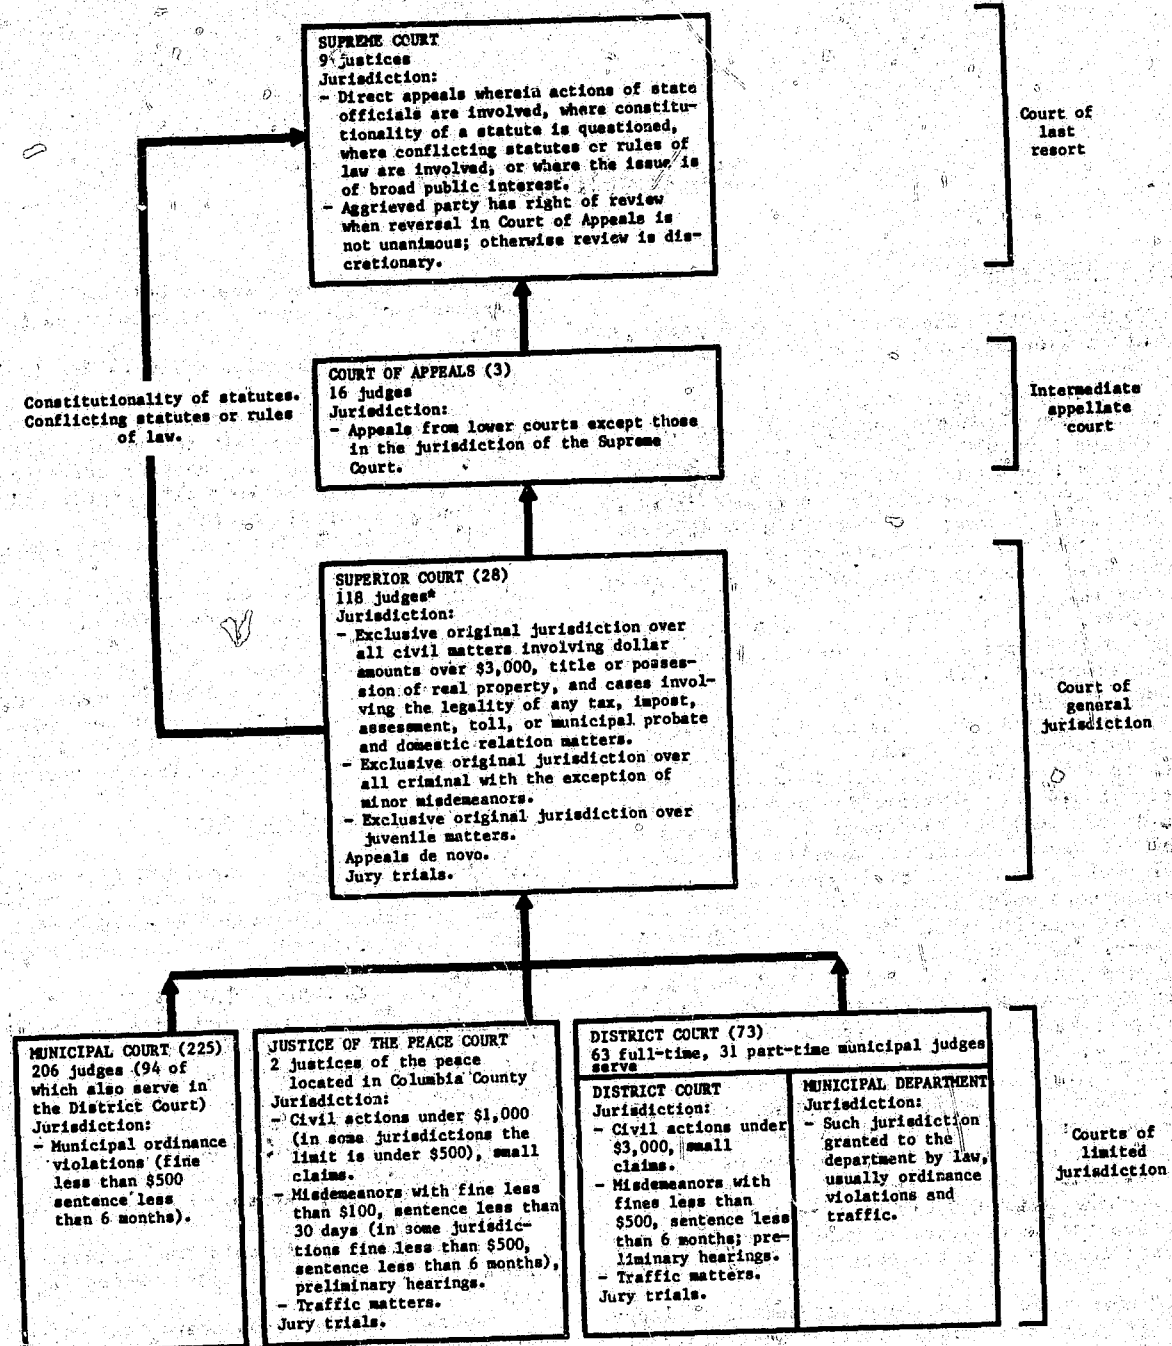 SUPREME COURT
9 justices
Jurisdiction:
- Direct appeals wherein actions of state
officials are involved, where constitu-
tionality of a statute is questioned,
where conflicting statutes or rules of
law are involved, or where the issue is
of broad public interest.
- Aggrieved party has right of review
when reversal in Court of Appeals is
not unanimous; otherwise review is dis-
cretionary.
Court of
last
resort
Constitutionality of statutes.
Conflicting statutes or rules
of law.
COURT OF APPEALS (3)
16 judges
Jurisdiction:
- Appeals from lower courts except those
in the jurisdiction of the Supreme
Court.
Intermediate
appellate
court
SUPERIOR COURT (28)
118 judges*
Jurisdiction:
- Exclusive original jurisdiction over
all civil matters involving dollar
amounts over $3,000, title or posses-
sion of real property, and cases invol-
ving the legality of any tax, impost,
assessment, toll, or municipal probate
and domestic relation matters.
- Exclusive original jurisdiction over
all criminal with the exception of
minor misdemeanors.
- Exclusive original jurisdiction over
juvenile matters.
Appeals de novo.
Jury trials.
Court of
general
jurisdiction
MUNICIPAL COURT (225)
206 judges (94 of
which also serve in
the District Court)
Jurisdiction:
- Municipal ordinance
violations (fine
less than $500
sentence less
than 6 months).
JUSTICE OF THE PEACE COURT
2 justices of the peace
located in Columbia County
Jurisdiction:
- Civil actions under $1,000
(in some jurisdictions the
limit is under $500), small
claims.
- Misdemeanors with fine less
than $100, sentence less than
30 days (in some jurisdic-
tions fine less than $500,
sentence less than 6 months),
preliminary hearings.
- Traffic matters.
Jury trials.
DISTRICT COURT (73)
63 full-time, 31 part-time municipal judges
serve
DISTRICT COURT
Jurisdiction:
- Civil actions under
$3,000, small
claims.
- Misdemeanors with
fines less than
$500, sentence less
than 6 months; pre-
liminary hearings.
- Traffic matters.
Jury trials.
MUNICIPAL DEPARTMENT
Jurisdiction:
- Such jurisdiction
granted to the
department by law,
usually ordinance
violations and
traffic.
Courts of
limited
jurisdiction